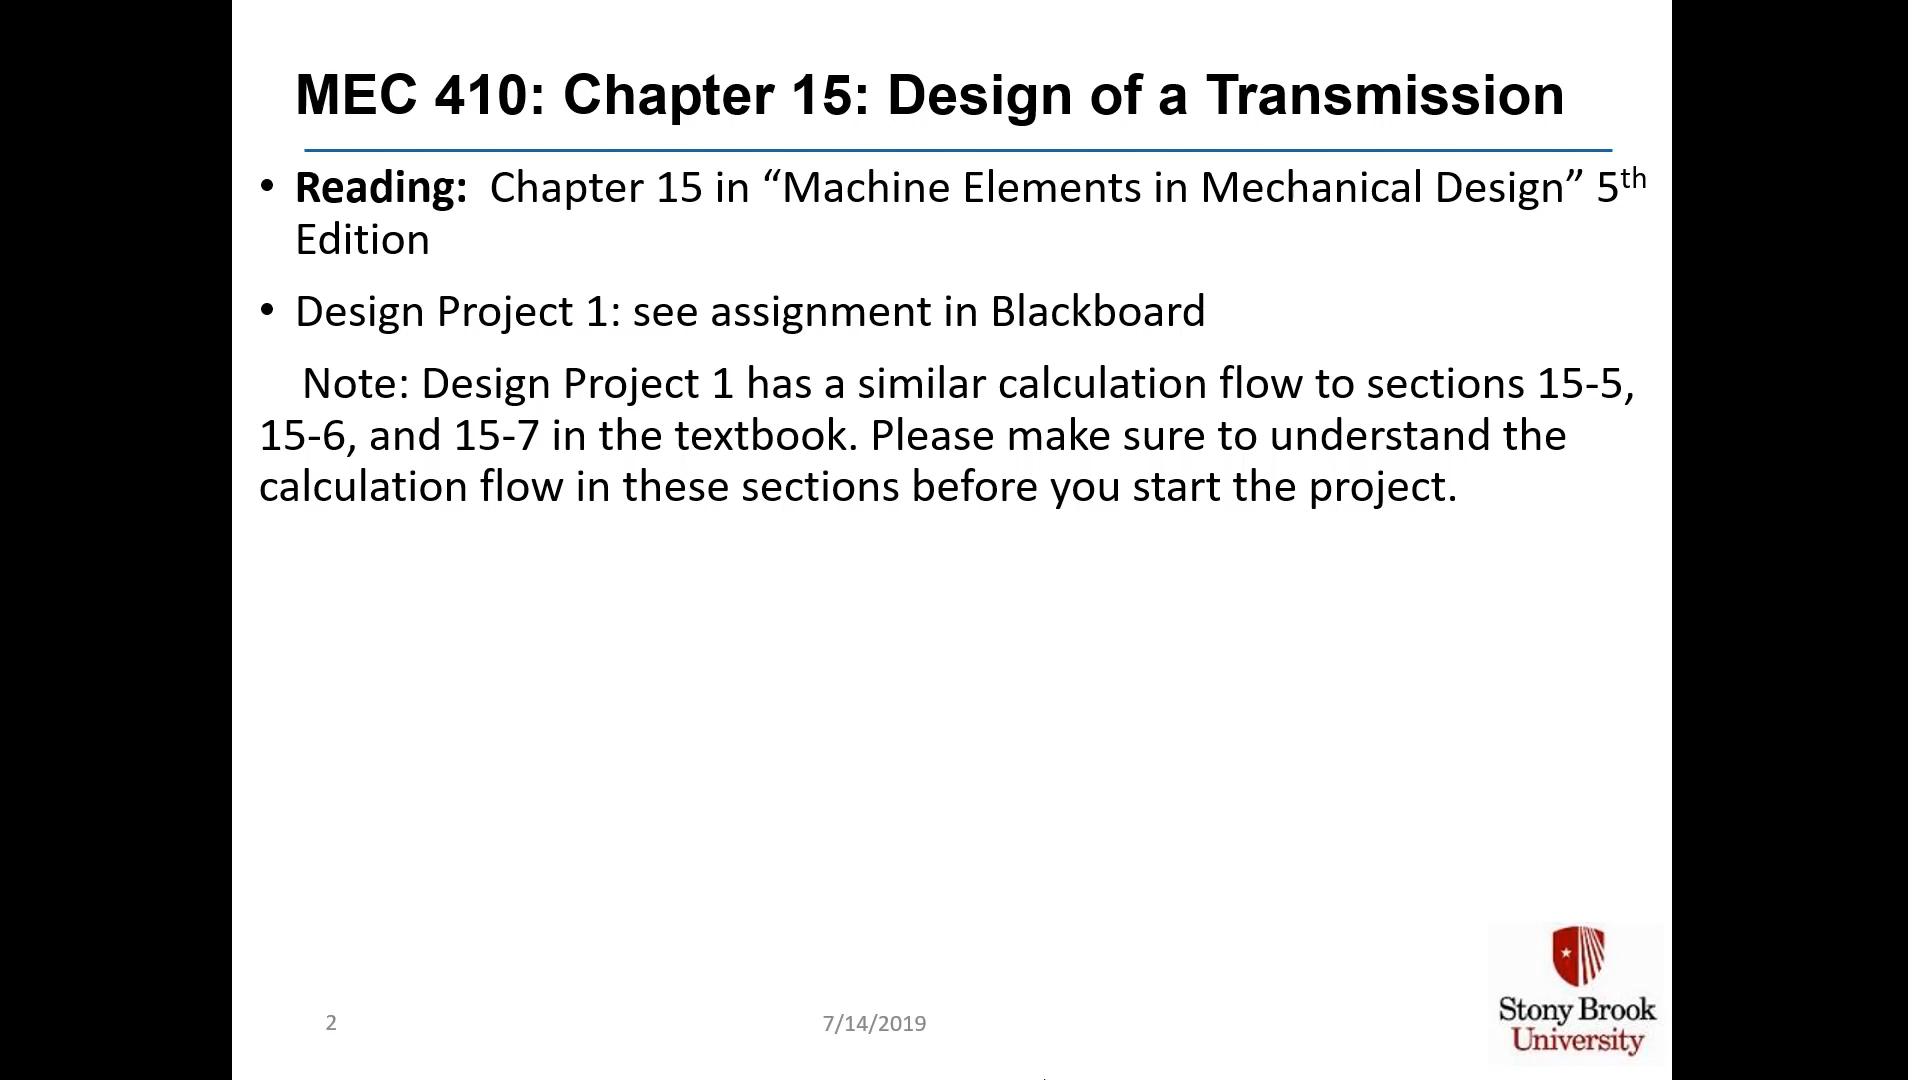 MEC 410: Chapter 15: Design of a Transmission
• Reading:  Chapter 15 in “Machine Elements in Mechanical Design” 5th
Edition
• Design Project 1: see assignment in Blackboard
Note: Design Project 1 has a similar calculation flow to sections 15-5,
15-6, and 15-7 in the textbook. Please make sure to understand the
calculation flow in these sections before you start the project.
2
7/14/2019
Stony Brook
University